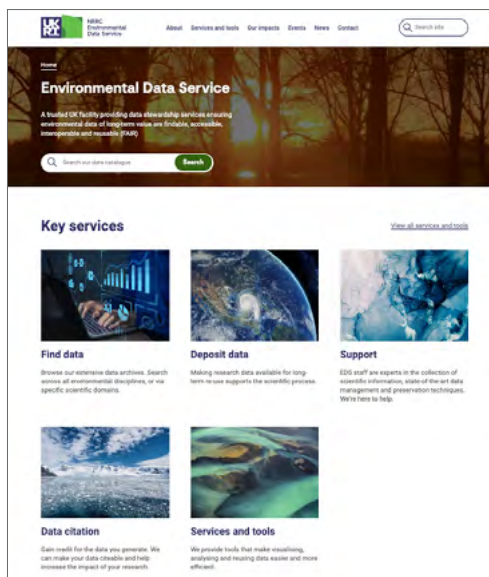 UK
RI
NERC
Environmental
Data Service
About Services and tools Our impacts Events News Contact
Search site
Home
Environmental Data Service
A trusted UK facility providing data stewardship services ensuring
environmental data of long-term value are findable, accessible,
interoperable and reusable (FAIR)
Search our data catalogue
Search
Key services
View all services and tools
Find data
Browse our extensive data archives. Search
across all environmental disciplines, or via
specific scientific domains.
Deposit data
Making research data available for long-
term re-use supports the scientific process.
Support
EDS staff are experts in the collection of
scientific information, state-of-the-art data
management and preservation techniques.
We're here to help.
Data citation
Gain credit for the data you generate. We
can make your data citeable and help
increase the impact of your research.
Services and tools
We provide tools that make visualising,
analysing and reusing data easier and more
efficient.